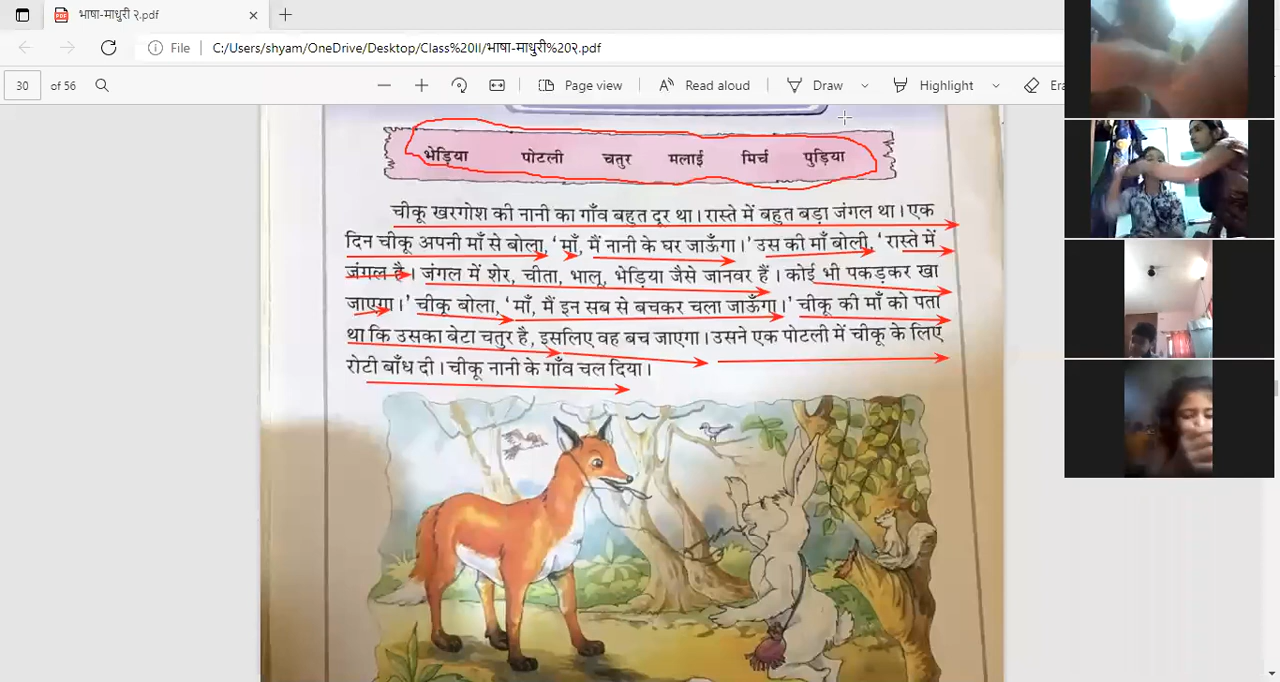 भाषा-माधुरी २.pdf
File C:/Users/shyam/OneDrive/Desktop/Class%20II/भाषा-माधुरी%20२.pdf
30 of 56 Page view Read aloud Draw Highlight
भेड़िया पोटली चतुर मलाई मिर्च पुड़िया
चीकू खरगोश की नानी का गाँव बहुत दूर था। रास्ते में बहुत बड़ा जंगल था। एक
दिन चीकू अपनी माँ से बोला, ‘माँ, मैं नानी के घर जाऊँगा।’ उस की माँ बोली, ‘रास्ते में
जंगल है। जंगल में शेर, चीता, भालू, भेड़िया जैसे जानवर हैं। कोई भी पकड़कर खा
जाएगा।’ चीकू बोला, ‘माँ, मैं इन सब से बचकर चला जाऊँगा।’ चीकू की माँ को पता
था कि उसका बेटा चतुर है, इसलिए वह बच जाएगा। उसने एक पोटली में चीकू के लिए
रोटी बाँध दी। चीकू नानी के गाँव चल दिया।